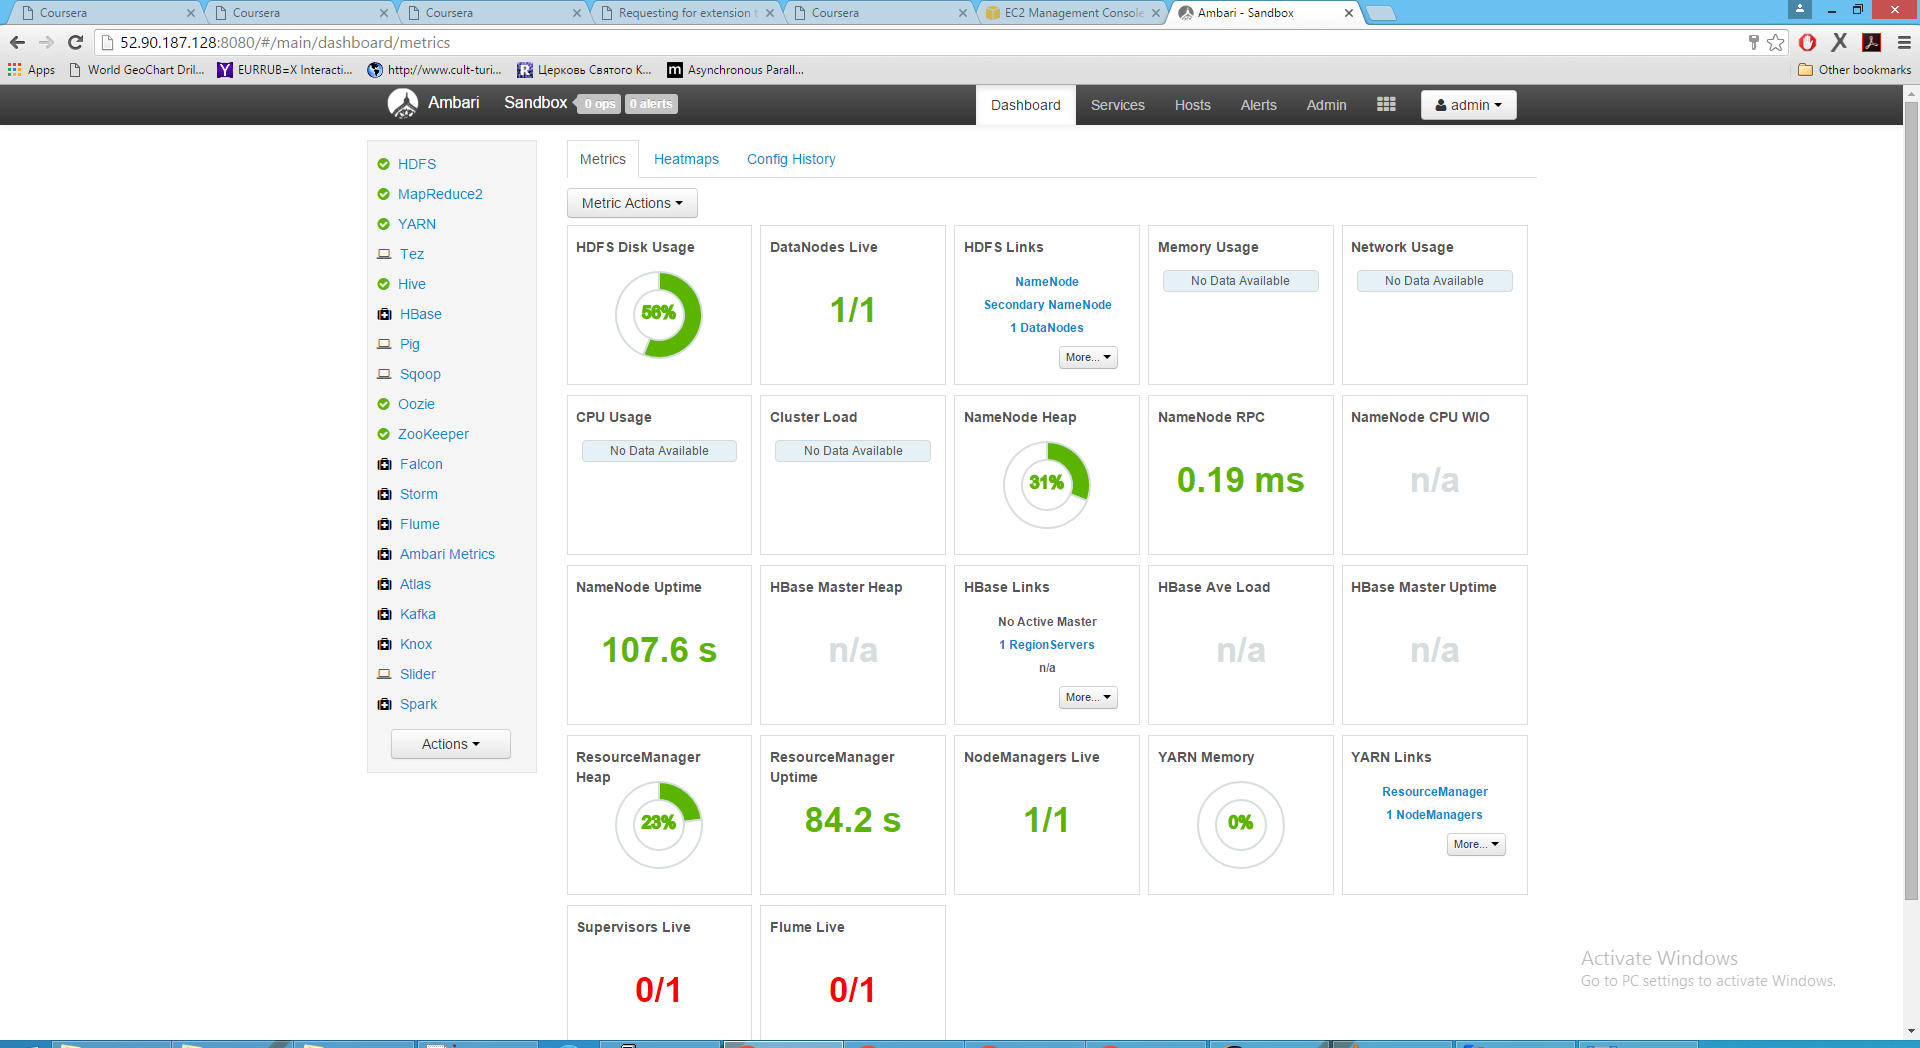 Coursera
Coursera
Coursera
Requesting for extension t
Coursera
EC2 Management Console
Ambari - Sandbox
52.90.187.128:8080/#/main/dashboard/metrics
Apps
World GeoChart Dril...
EURRUB=X Interacti...
http://www.cult-turi...
Церковь Святого К...
Asynchronous Parall...
Other bookmarks
Ambari
Sandbox
0 ops
0 alerts
Dashboard
Services
Hosts
Alerts
Admin
admin
HDFS
MapReduce2
YARN
Tez
Hive
HBase
Pig
Sqoop
Oozie
ZooKeeper
Falcon
Storm
Flume
Ambari Metrics
Atlas
Kafka
Knox
Slider
Spark
Actions
Metrics
Heatmaps
Config History
Metric Actions
HDFS Disk Usage
56%
DataNodes Live
1/1
HDFS Links
NameNode
Secondary NameNode
1 DataNodes
More...
Memory Usage
No Data Available
Network Usage
No Data Available
CPU Usage
No Data Available
Cluster Load
No Data Available
NameNode Heap
31%
NameNode RPC
0.19 ms
NameNode CPU WIO
n/a
NameNode Uptime
107.6 s
HBase Master Heap
n/a
HBase Links
No Active Master
1 RegionServers
n/a
More...
HBase Ave Load
n/a
HBase Master Uptime
n/a
ResourceManager
Heap
23%
ResourceManager
Uptime
84.2 s
NodeManagers Live
1/1
YARN Memory
0%
YARN Links
ResourceManager
1 NodeManagers
More...
Supervisors Live
0/1
Flume Live
0/1
Activate Windows
Go to PC settings to activate Windows.